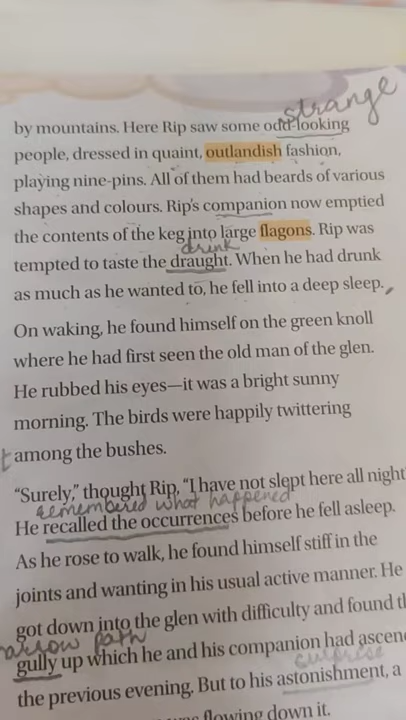 strange
by mountains. Here Rip saw some odd-looking
people, dressed in quaint, outlandish fashion,
playing nine-pins. All of them had beards of various
shapes and colours. Rip's companion now emptied
the contents of the keg into large flagons. Rip was
drink
tempted to taste the draught. When he had drunk
as much as he wanted to, he fell into a deep sleep.
On waking, he found himself on the green knoll
where he had first seen the old man of the glen.
He rubbed his eyes—it was a bright sunny
morning. The birds were happily twittering
t among the bushes.
"Surely," thought Rip, "I have not slept here all night
remembered what happened
He recalled the occurrences before he fell asleep.
As he rose to walk, he found himself stiff in the
joints and wanting in his usual active manner. He
got down into the glen with difficulty and found th
narrow path
gully up which he and his companion had ascen
surprise
the previous evening. But to his astonishment, a
flowing down it.